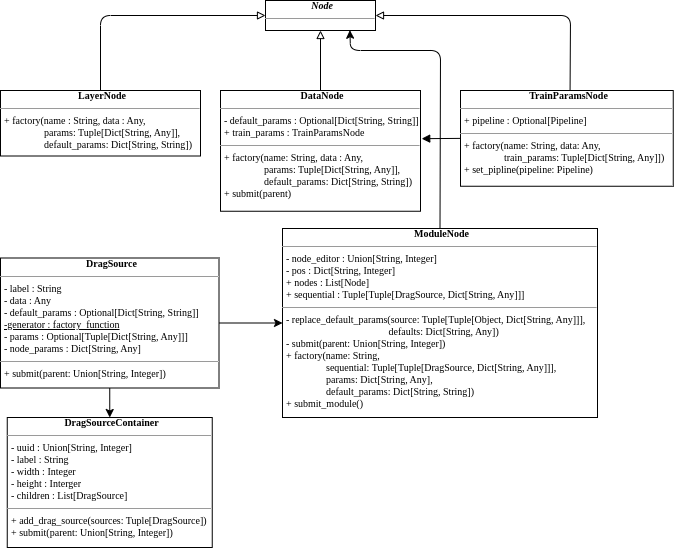 Node
LayerNode
+ factory(name : String, data : Any,
params: Tuple[Dict[String, Any]],
default_params: Dict[String, String])
DataNode
- default_params : Optional[Dict[String, String]]
+ train_params : TrainParamsNode
+ factory(name: String, data : Any,
params: Tuple[Dict[String, Any]],
default_params: Dict[String, String])
+ submit(parent)
TrainParamsNode
+ pipeline : Optional[Pipeline]
+ factory(name: String, data: Any,
train_params: Tuple[Dict[String, Any]])
+ set_pipline(pipeline: Pipeline)
ModuleNode
- node_editor : Union[String, Integer]
- pos : Dict[String, Integer]
+ nodes : List[Node]
+ sequential : Tuple[Tuple[DragSource, Dict[String, Any]]]
- replace_default_params(source: Tuple[Tuple[Object, Dict[String, Any]]],
defaults: Dict[String, Any])
- submit(parent: Union[String, Integer])
+ factory(name: String,
sequential: Tuple[Tuple[DragSource, Dict[String, Any]]],
params: Dict[String, Any],
default_params: Dict[String, String])
+ submit_module()
DragSource
- label : String
- data : Any
- default_params : Optional[Dict[String, String]]
-generator : factory_function
- params : Optional[Tuple[Dict[String, Any]]]
- node_params : Dict[String, Any]
+ submit(parent: Union[String, Integer])
DragSourceContainer
- uuid : Union[String, Integer]
- label : String
- width : Integer
- height : Interger
- children : List[DragSource]
+ add_drag_source(sources: Tuple[DragSource])
+ submit(parent: Union[String, Integer])